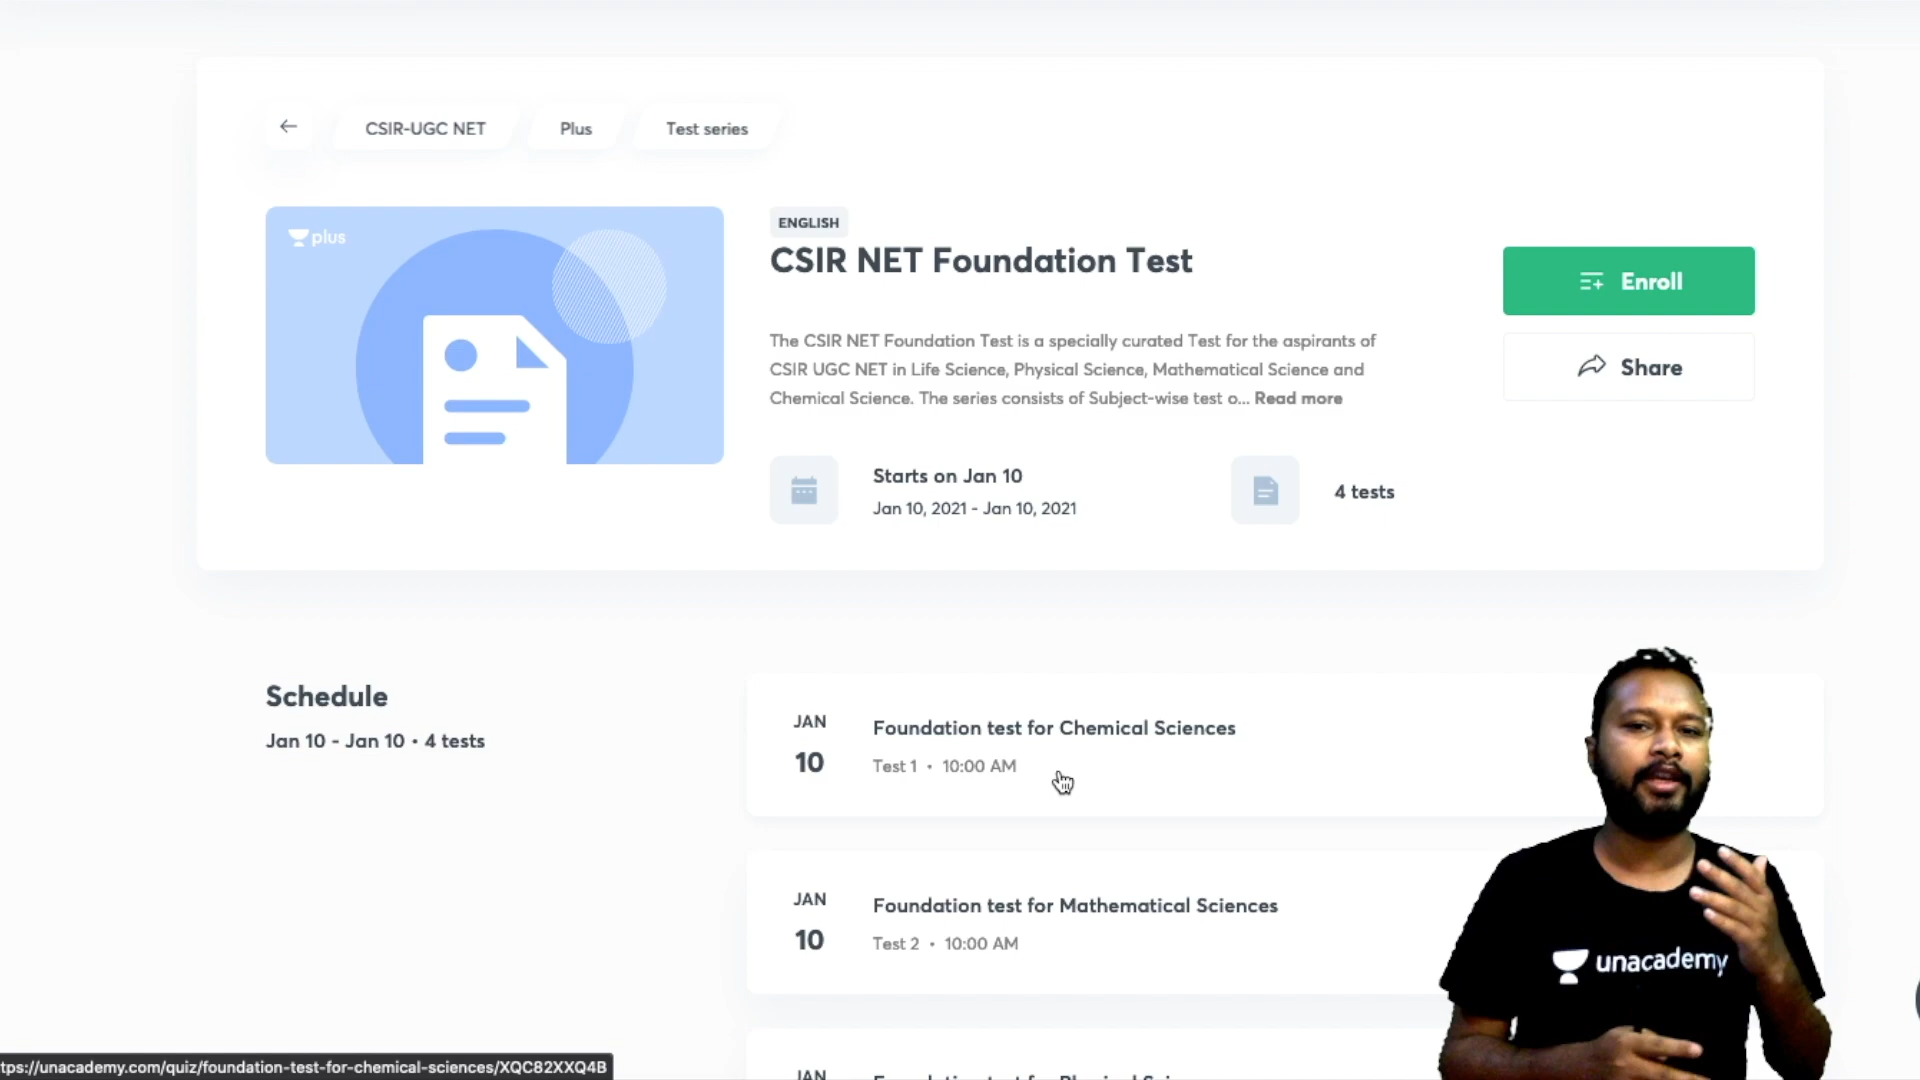 CSIR-UGC NET
Plus
Test series
plus
ENGLISH
CSIR NET Foundation Test
Enroll
The CSIR NET Foundation Test is a specially curated Test for the aspirants of
CSIR UGC NET in Life Science, Physical Science, Mathematical Science and
Chemical Science. The series consists of Subject-wise test o... Read more
Share
Starts on Jan 10
Jan 10, 2021 - Jan 10, 2021
4 tests
Schedule
Jan 10 - Jan 10 • 4 tests
JAN
10
Foundation test for Chemical Sciences
Test 1 • 10:00 AM
JAN
10
Foundation test for Mathematical Sciences
Test 2 • 10:00 AM
unacademy
JAN
tps://unacademy.com/quiz/foundation-test-for-chemical-sciences/XQC82XXQ4B